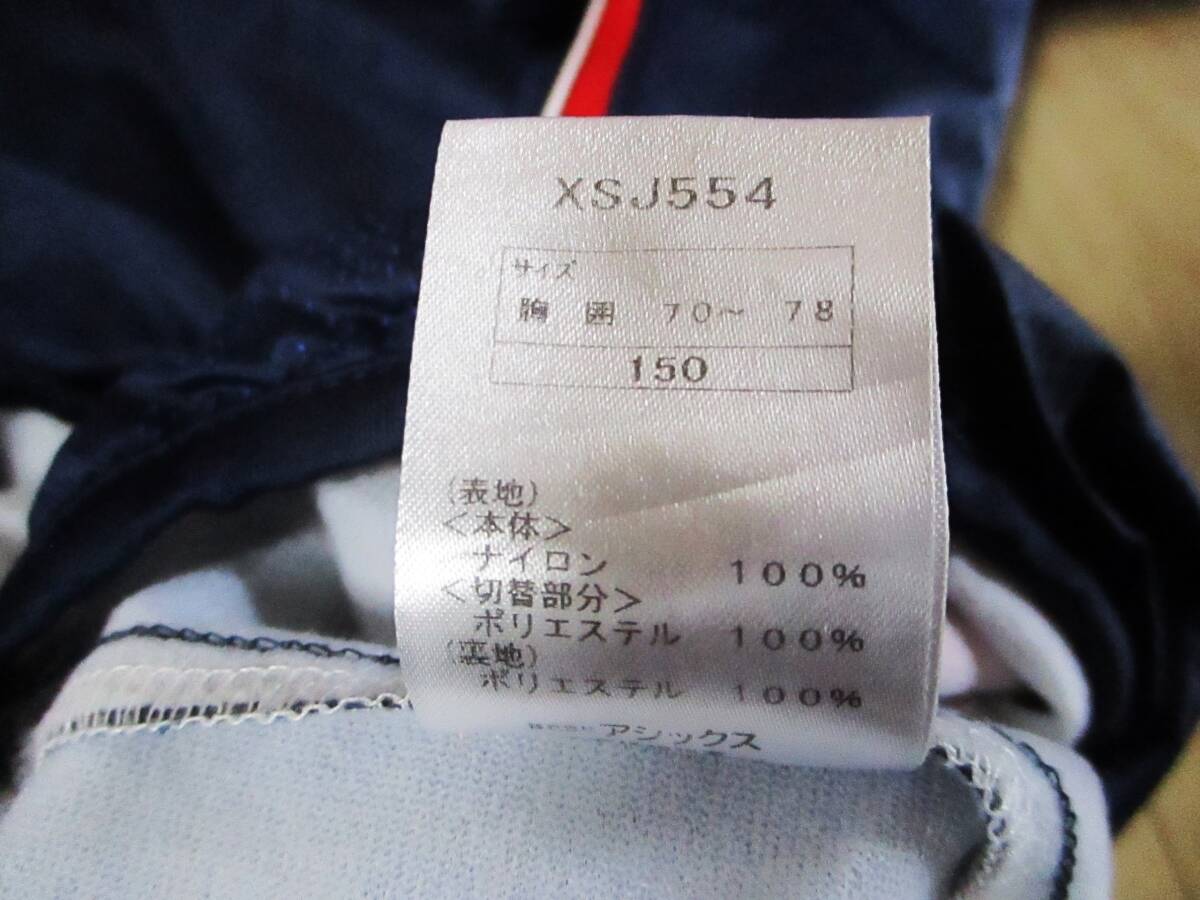 XSJ554
サイズ
胸囲 70~ 78
150
(表地)
<本体>
ナイロン 100%
<切替部分>
ポリエステル 100%
(裏地)
ポリエステル 100%
アシックス